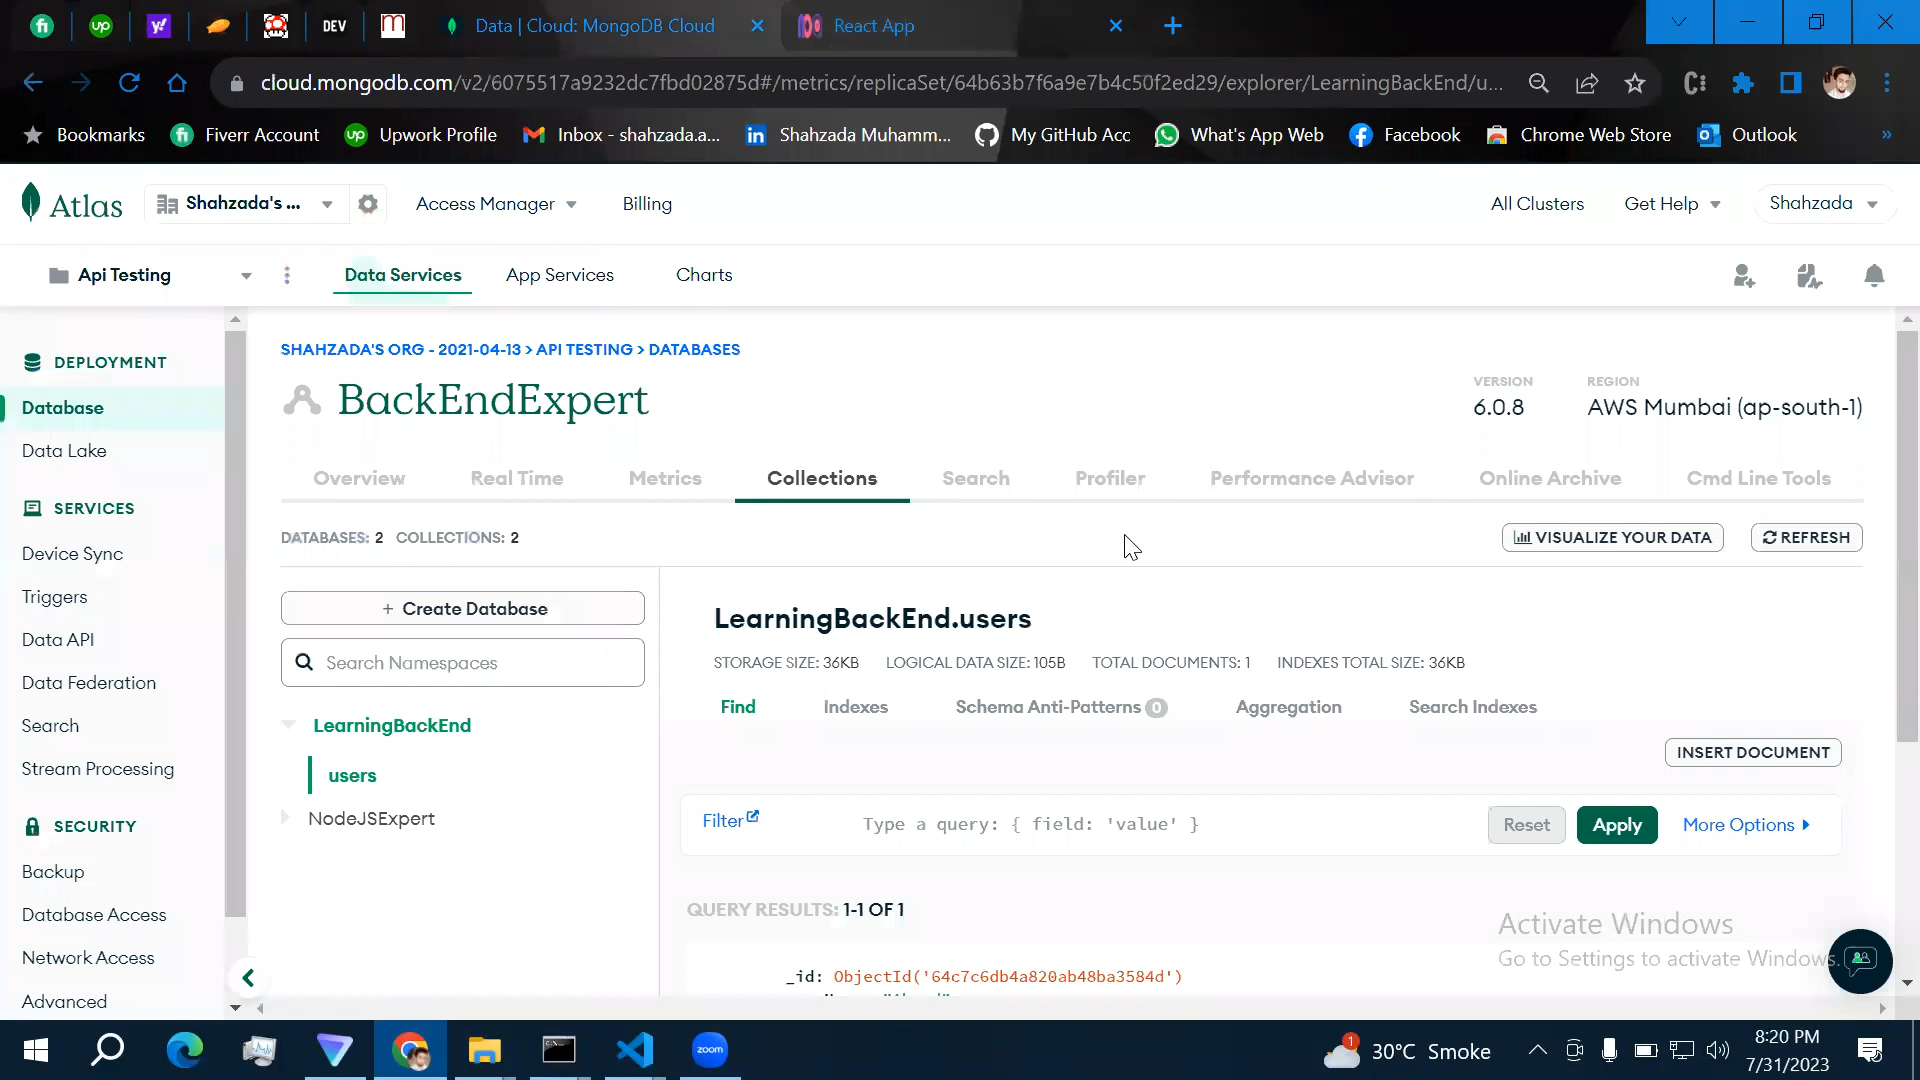 DEV
Data | Cloud: MongoDB Cloud
React App
cloud.mongodb.com/v2/6075517a9232dc7fbd02875d#/metrics/replicaSet/64b63b7f6a9e7b4c50f2ed29/explorer/LearningBackEnd/u...
Bookmarks
Fiverr Account
Upwork Profile
Inbox - shahzada.a...
Shahzada Muhamm...
My GitHub Acc
What's App Web
Facebook
Chrome Web Store
Outlook
Atlas
Shahzada's ...
Access Manager
Billing
All Clusters
Get Help
Shahzada
Api Testing
Data Services
App Services
Charts
DEPLOYMENT
Database
Data Lake
SERVICES
Device Sync
Triggers
Data API
Data Federation
Search
Stream Processing
SECURITY
Backup
Database Access
Network Access
Advanced
SHAHZADA'S ORG - 2021-04-13 > API TESTING > DATABASES
BackEndExpert
VERSION
6.0.8
REGION
AWS Mumbai (ap-south-1)
Overview
Real Time
Metrics
Collections
Search
Profiler
Performance Advisor
Online Archive
Cmd Line Tools
DATABASES: 2 COLLECTIONS: 2
VISUALIZE YOUR DATA
REFRESH
+ Create Database
Search Namespaces
LearningBackEnd
users
NodeJSExpert
LearningBackEnd.users
STORAGE SIZE: 36KB LOGICAL DATA SIZE: 105B TOTAL DOCUMENTS: 1 INDEXES TOTAL SIZE: 36KB
Find
Indexes
Schema Anti-Patterns 0
Aggregation
Search Indexes
INSERT DOCUMENT
Filter
Type a query: { field: 'value' }
Reset
Apply
More Options
QUERY RESULTS: 1-1 OF 1
_id: ObjectId('64c7c6db4a820ab48ba3584d')
Activate Windows
Go to Settings to activate Windows.
zoom
1
30°C Smoke
8:20 PM
7/31/2023